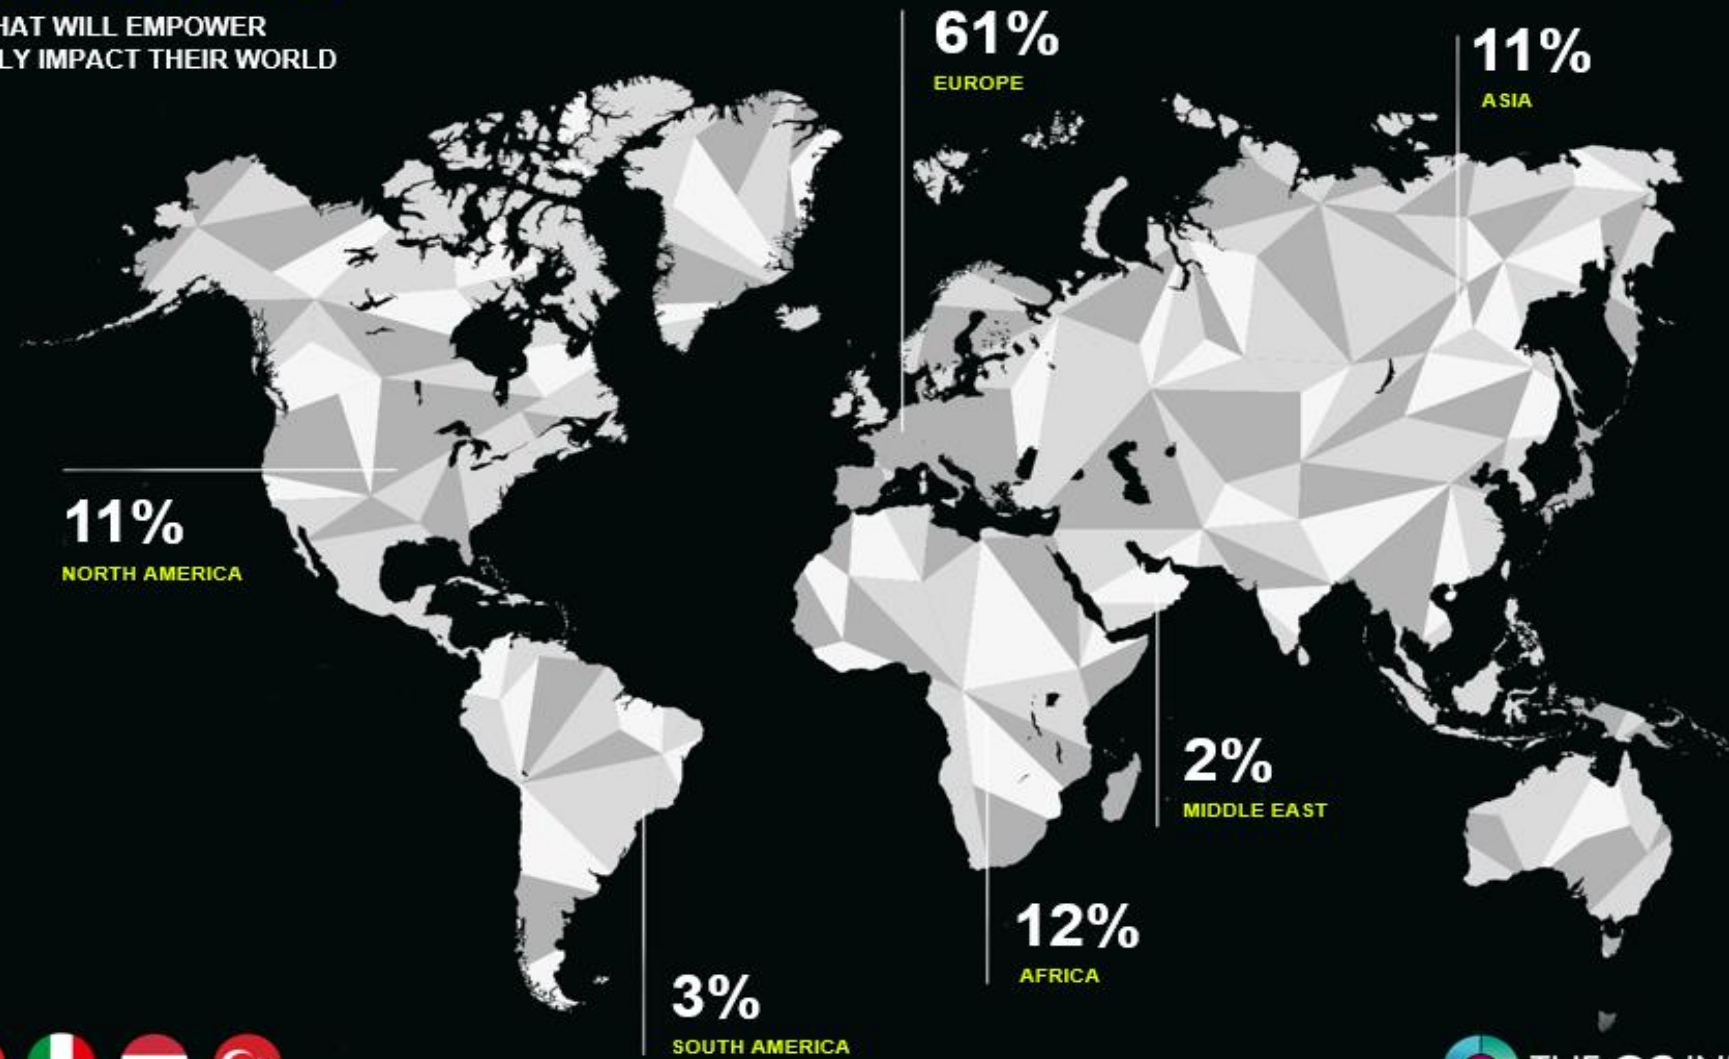 HAT WILL EMPOWER
LY IMPACT THEIR WORLD
61%
EUROPE
11%
ASIA
11%
NORTH AMERICA
2%
MIDDLE EAST
12%
AFRICA
3%
SOUTH AMERICA